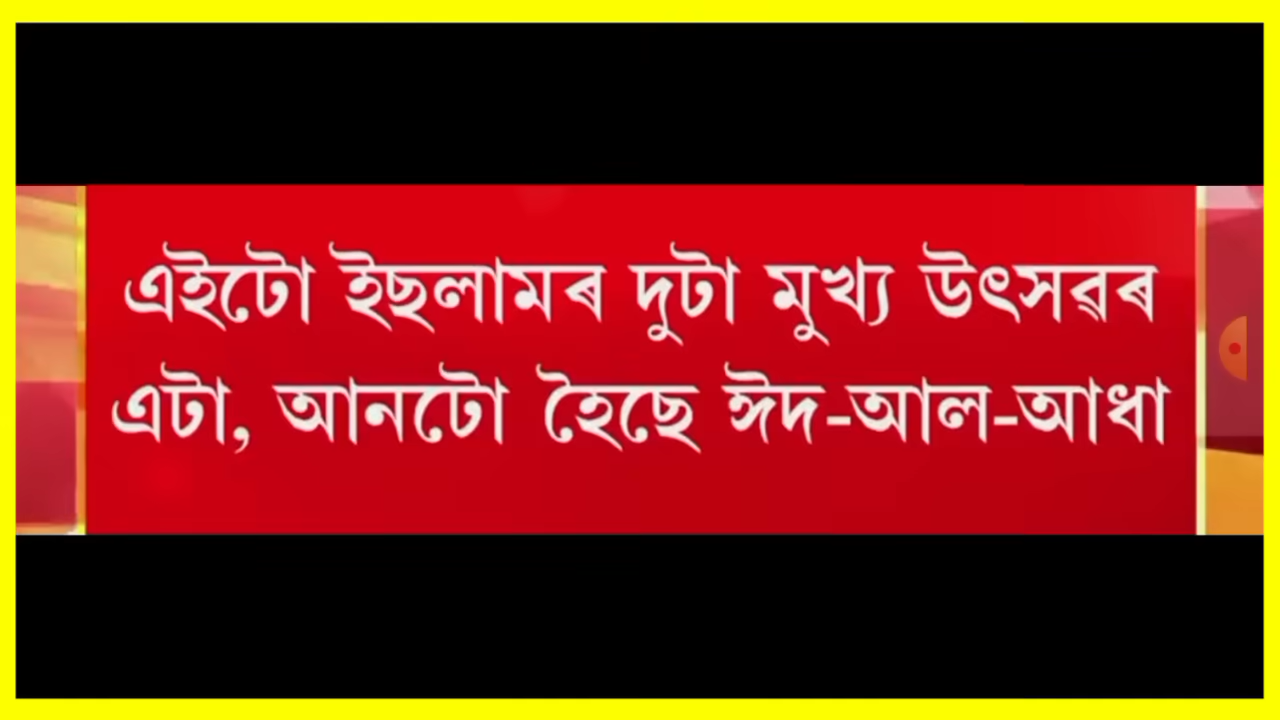 এইটো ইছলামৰ দুটা মুখ্য উৎসৱৰ
এটা, আনটো হৈছে ঈদ-আল-আধা